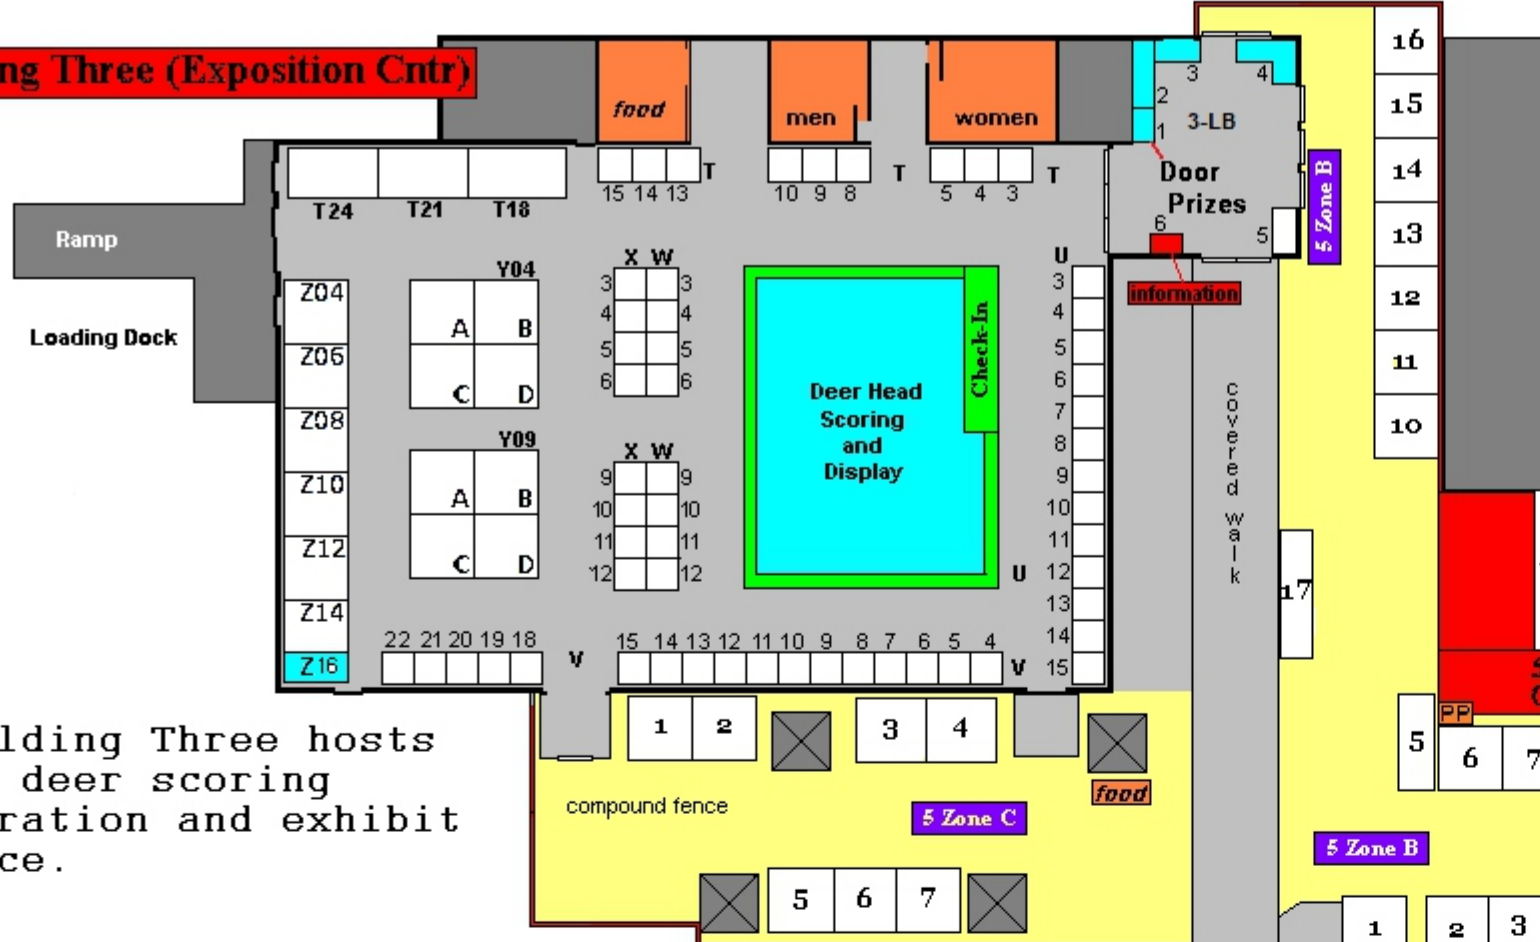 ng Three (Exposition Cntr)
food
men
women
3
4
2
1
3-LB
Door
Prizes
6
5
information
5 Zone B
16
15
14
13
12
11
10
15 14 13
T
10 9 8
T
5 4 3
T
T24
T21
T18
Ramp
Loading Dock
Z04
Z06
Z08
Z10
Z12
Z14
Z16
Y04
A
B
C
D
Y09
A
B
C
D
X W
3
3
4
4
5
5
6
6
X W
9
9
10
10
11
11
12
12
Deer Head
Scoring
and
Display
Check-In
U
3
4
5
6
7
8
9
10
11
12
13
14
15
U
covered walk
17
22 21 20 19 18
V
15 14 13 12 11 10 9 8 7 6 5 4
V
1
2
3
4
food
compound fence
5 Zone C
5
6
7
lding Three hosts
deer scoring
ration and exhibit
ce.
PP
5
6
7
5 Zone B
1
2
3